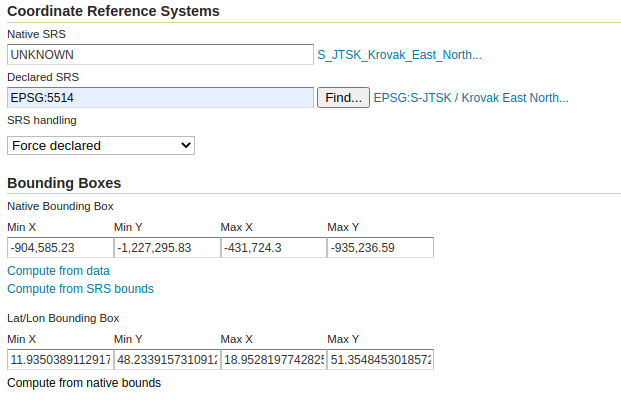 Coordinate Reference Systems
Native SRS
UNKNOWN S_JTSK_Krovak_East_North...
Declared SRS
EPSG:5514 Find... EPSG:S-JTSK / Krovak East North...
SRS handling
Force declared
Bounding Boxes
Native Bounding Box
Min X Min Y Max X Max Y
-904,585.23 -1,227,295.83 -431,724.3 -935,236.59
Compute from data
Compute from SRS bounds
Lat/Lon Bounding Box
Min X Min Y Max X Max Y
11.9350389112917 48.2339157310912 18.9528197742825 51.3548453018572
Compute from native bounds